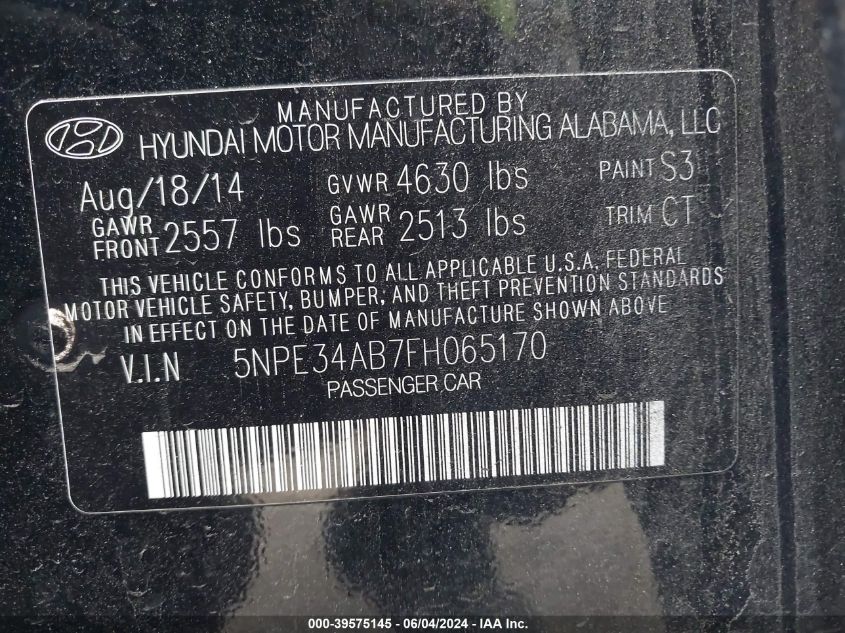 MANUFACTURED BY
HYUNDAI MOTOR MANUFACTURING ALABAMA, LLC
Aug/18/14 GVWR 4630 lbs PAINT S3
GAWR FRONT 2557 lbs GAWR REAR 2513 lbs TRIM CT
THIS VEHICLE CONFORMS TO ALL APPLICABLE U.S.A. FEDERAL
MOTOR VEHICLE SAFETY, BUMPER, AND THEFT PREVENTION STANDARDS
IN EFFECT ON THE DATE OF MANUFACTURE SHOWN ABOVE
V.I.N 5NPE34AB7FH065170
PASSENGER CAR
000-39575145 - 06/04/2024 - IAA Inc.